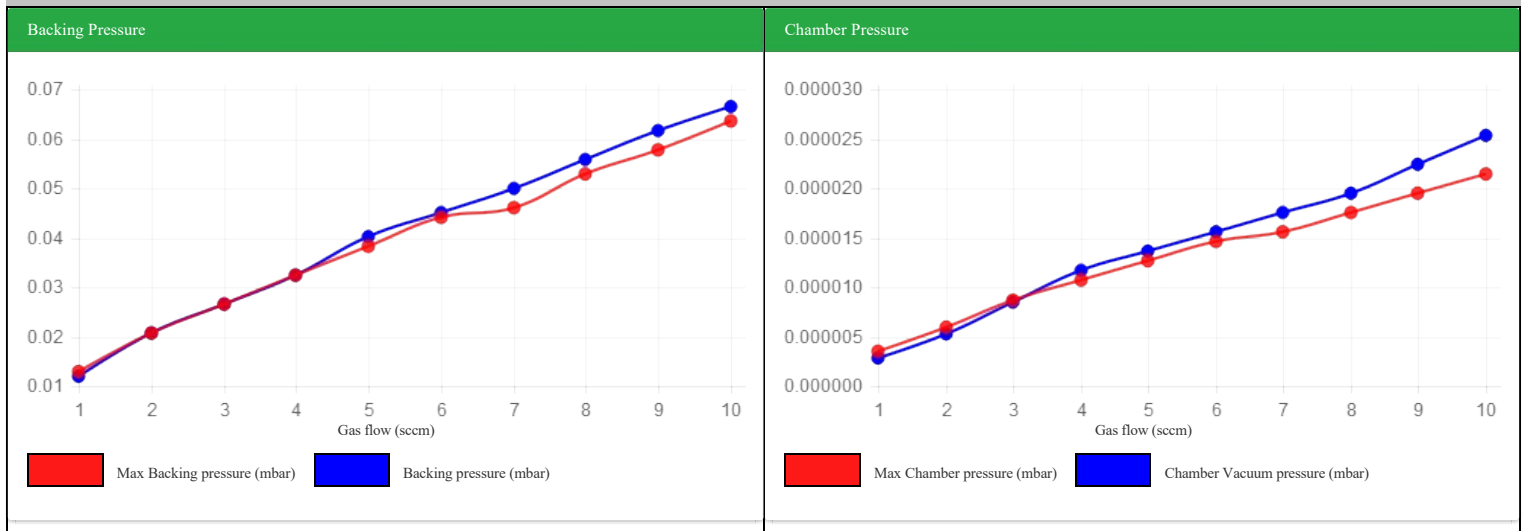 Backing Pressure
0.07
0.06
0.05
0.04
0.03
0.02
0.01
1 2 3 4 5 6 7 8 9 10
Gas flow (sccm)
Max Backing pressure (mbar) Backing pressure (mbar)
Chamber Pressure
0.000030
0.000025
0.000020
0.000015
0.000010
0.000005
0.000000
1 2 3 4 5 6 7 8 9 10
Gas flow (sccm)
Max Chamber pressure (mbar) Chamber Vacuum pressure (mbar)